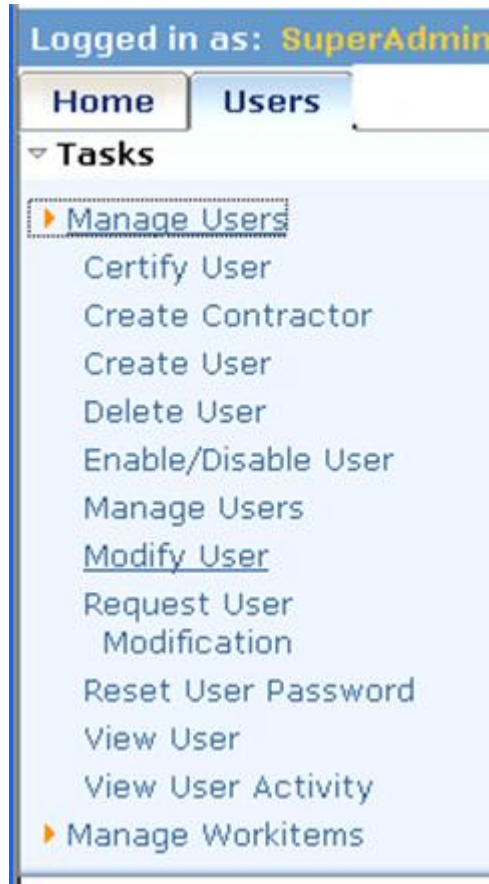 Logged in as: SuperAdmin
Home Users
Tasks
Manage Users
Certify User
Create Contractor
Create User
Delete User
Enable/Disable User
Manage Users
Modify User
Request User
Modification
Reset User Password
View User
View User Activity
Manage Workitems